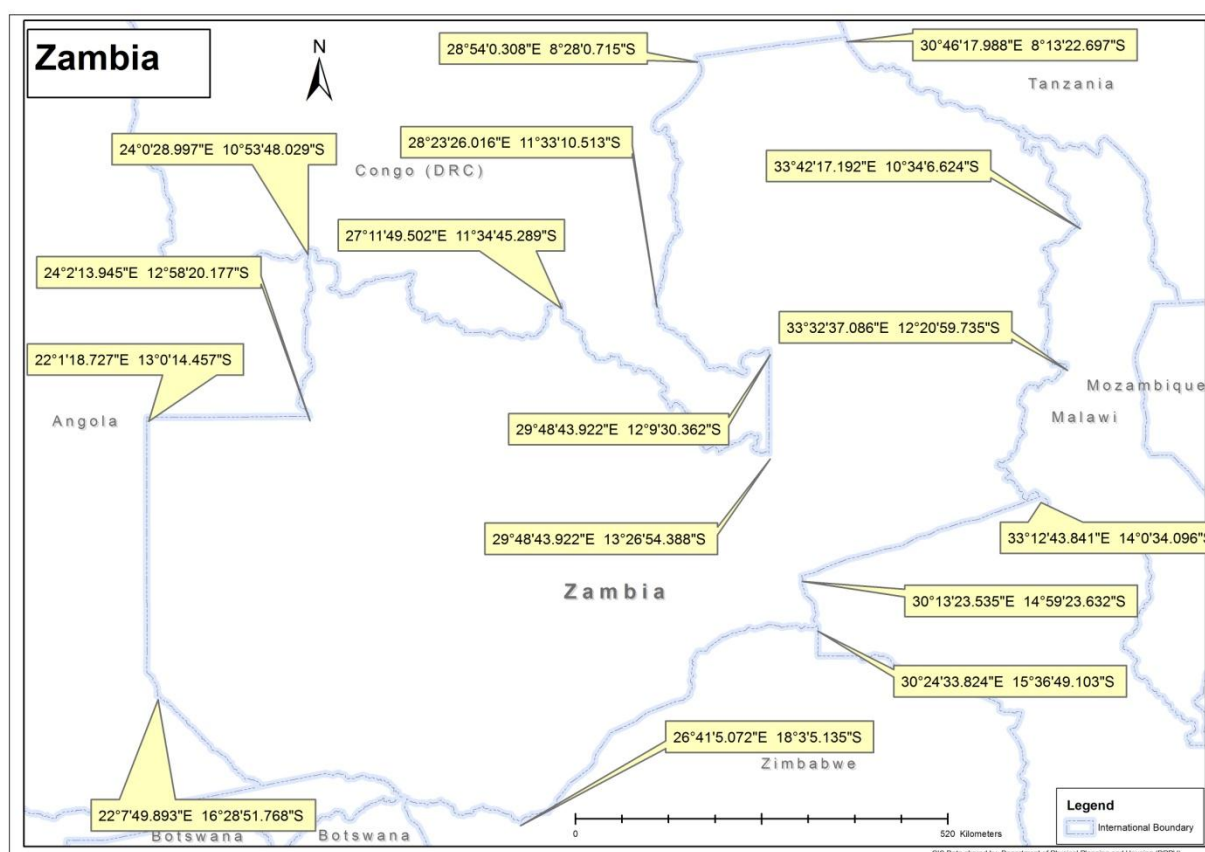 Zambia
N
28°54'0.308"E 8°28'0.715"S
30°46'17.988"E 8°13'22.697"S
Tanzania
24°0'28.997"E 10°53'48.029"S
28°23'26.016"E 11°33'10.513"S
Congo (DRC)
33°42'17.192"E 10°34'6.624"S
27°11'49.502"E 11°34'45.289"S
24°2'13.945"E 12°58'20.177"S
33°32'37.086"E 12°20'59.735"S
22°1'18.727"E 13°0'14.457"S
Mozambique
Angola
Malawi
29°48'43.922"E 12°9'30.362"S
29°48'43.922"E 13°26'54.388"S
33°12'43.841"E 14°0'34.096"S
Zambia
30°13'23.535"E 14°59'23.632"S
30°24'33.824"E 15°36'49.103"S
26°41'5.072"E 18°3'5.135"S
Zimbabwe
22°7'49.893"E 16°28'51.768"S
Botswana
Botswana
0
520 Kilometers
Legend
International Boundary